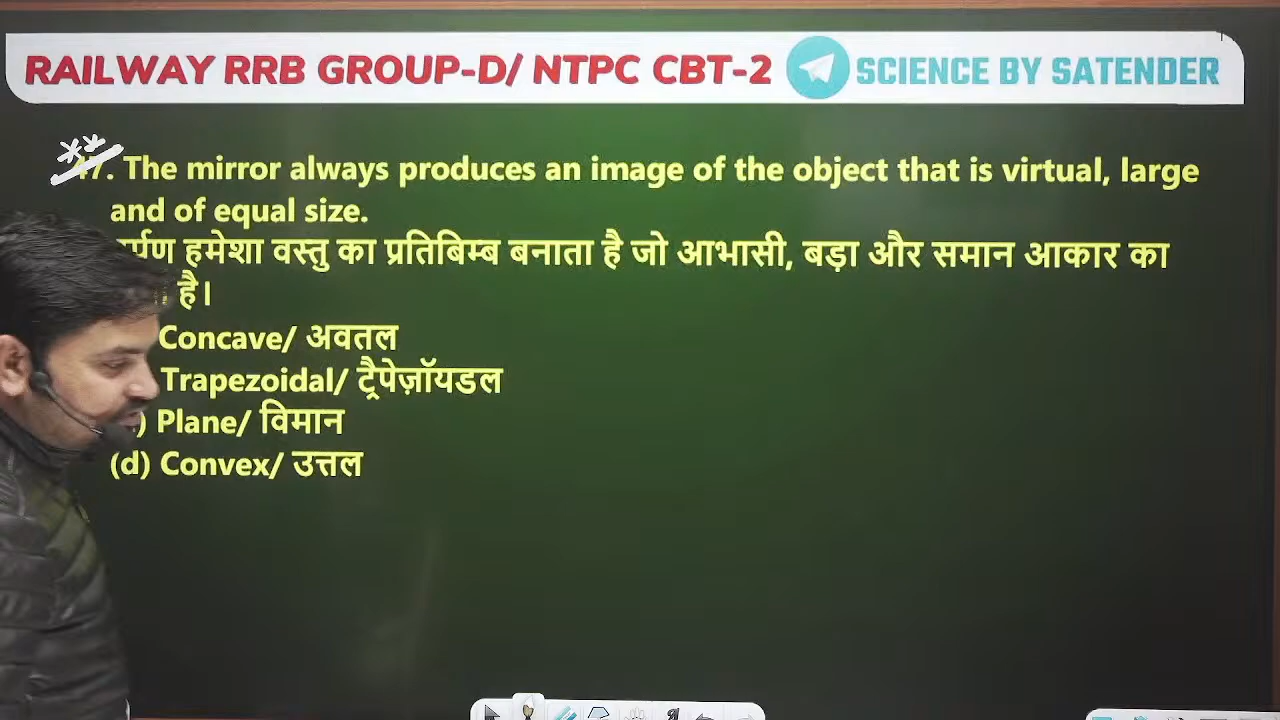 RAILWAY RRB GROUP-D/ NTPC CBT-2 SCIENCE BY SATENDER
47. The mirror always produces an image of the object that is virtual, large
and of equal size.
हमेशा वस्तु का प्रतिबिम्ब बनाता है जो आभासी, बड़ा और समान आकार का
है।
Concave/ अवतल
Trapezoidal/ ट्रैपेज़ॉयडल
Plane/ विमान
(d) Convex/ उत्तल